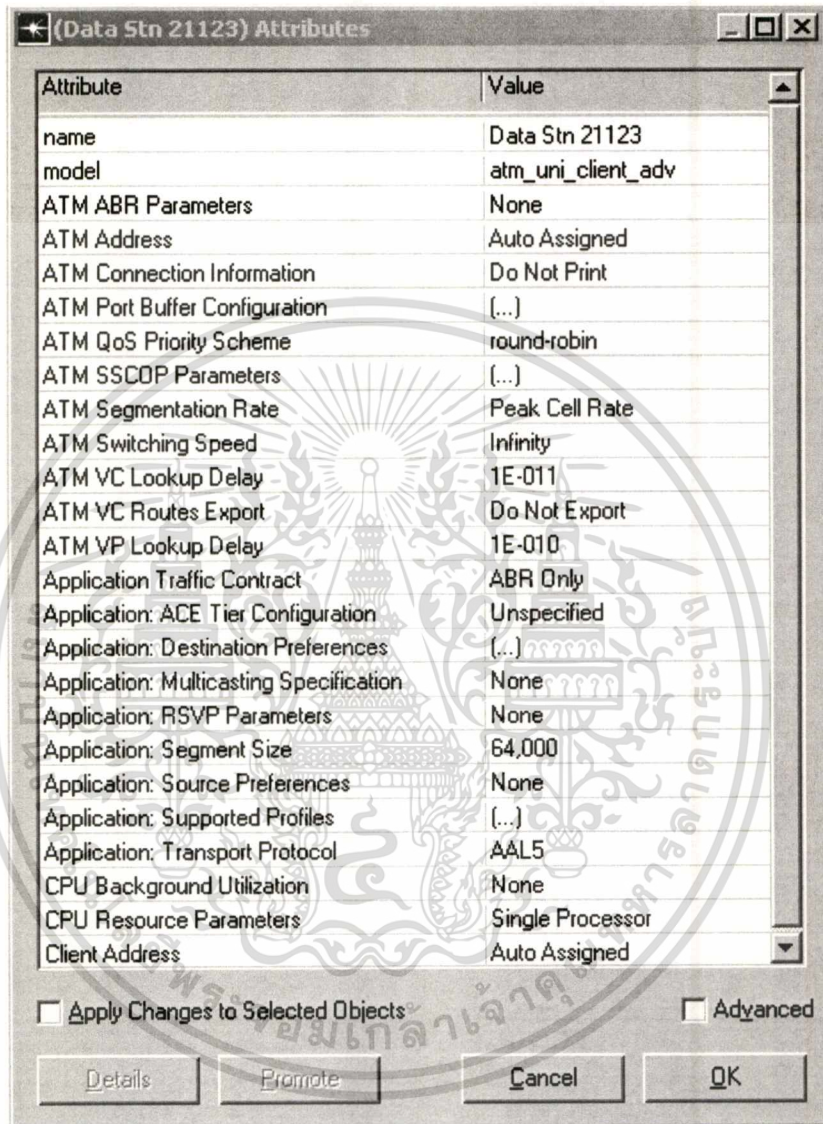 (Data Stn 21123) Attributes
Attribute Value
name Data Stn 21123
model atm_uni_client_adv
ATM ABR Parameters None
ATM Address Auto Assigned
ATM Connection Information Do Not Print
ATM Port Buffer Configuration (...)
ATM QoS Priority Scheme round-robin
ATM SSCOP Parameters (...)
ATM Segmentation Rate Peak Cell Rate
ATM Switching Speed Infinity
ATM VC Lookup Delay 1E-011
ATM VC Routes Export Do Not Export
ATM VP Lookup Delay 1E-010
Application Traffic Contract ABR Only
Application: ACE Tier Configuration Unspecified
Application: Destination Preferences (...)
Application: Multicasting Specification None
Application: RSVP Parameters None
Application: Segment Size 64,000
Application: Source Preferences None
Application: Supported Profiles (...)
Application: Transport Protocol AAL5
CPU Background Utilization None
CPU Resource Parameters Single Processor
Client Address Auto Assigned
Apply Changes to Selected Objects Advanced
Details Promote Cancel OK